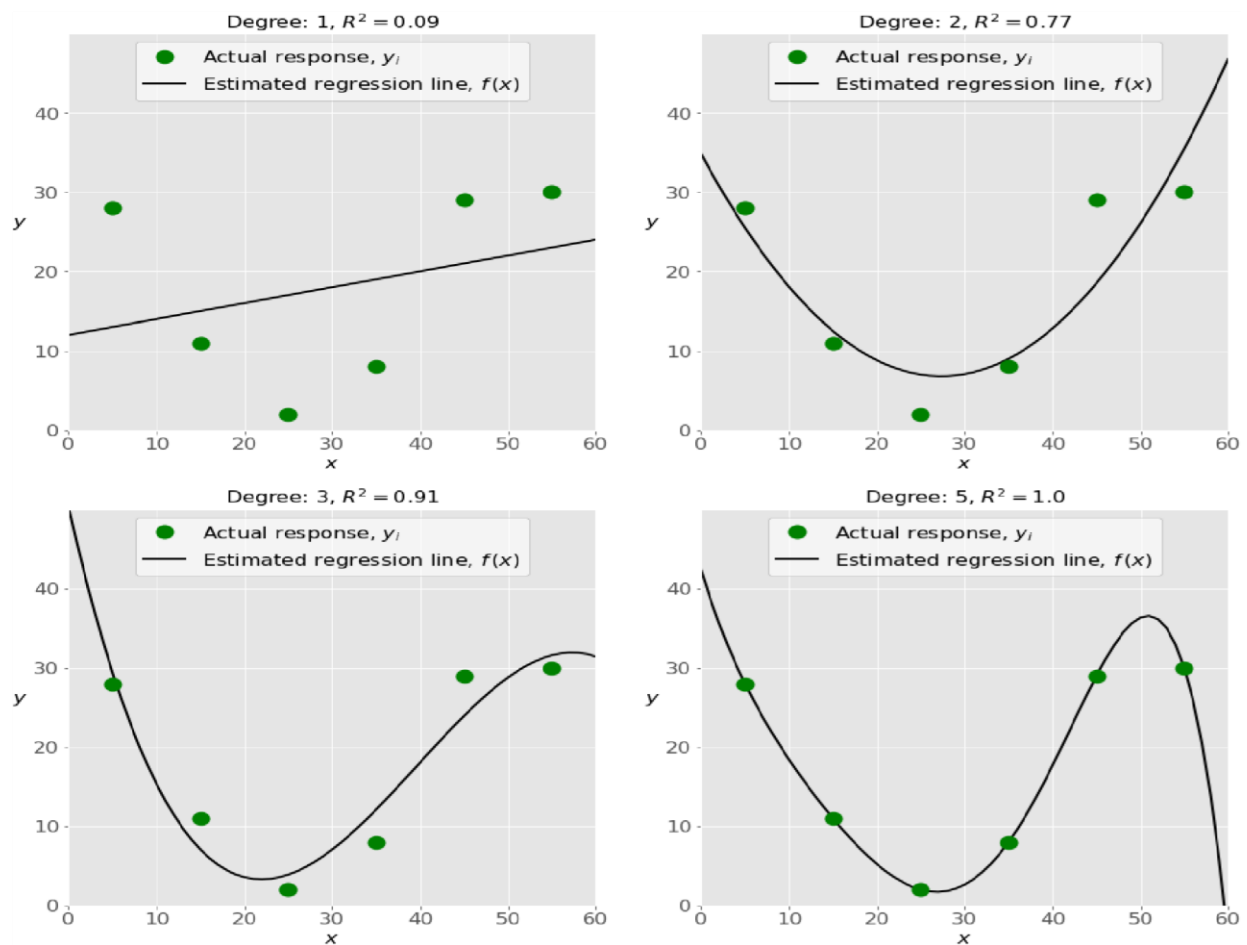 Degree: 1, R² = 0.09
Actual response, yᵢ
Estimated regression line, f(x)
40
30
y
20
10
0
0 10 20 30 40 50 60
x
Degree: 2, R² = 0.77
Actual response, yᵢ
Estimated regression line, f(x)
40
30
y
20
10
0
0 10 20 30 40 50 60
x
Degree: 3, R² = 0.91
Actual response, yᵢ
Estimated regression line, f(x)
40
30
y
20
10
0
0 10 20 30 40 50 60
x
Degree: 5, R² = 1.0
Actual response, yᵢ
Estimated regression line, f(x)
40
30
y
20
10
0
0 10 20 30 40 50 60
x